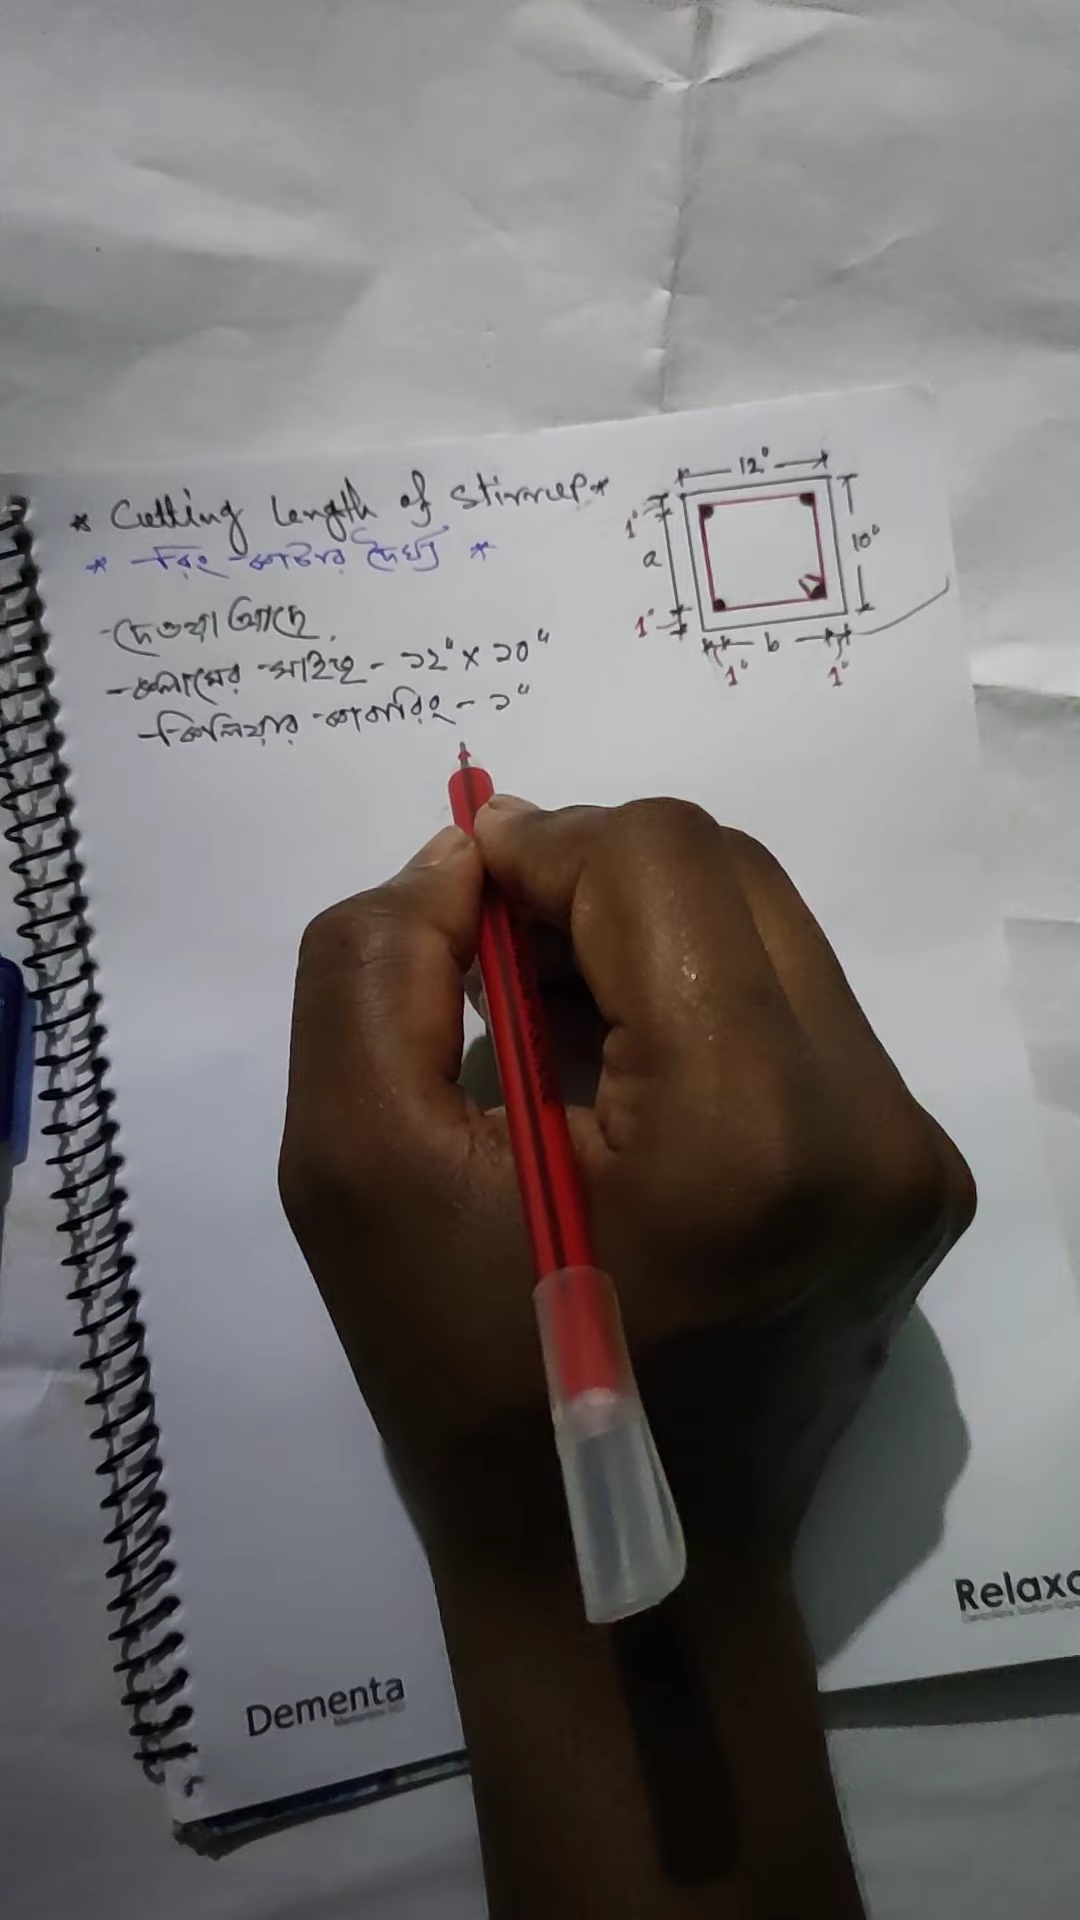 * Cutting Length of stirrup *
* রিং কাটার দৈর্ঘ্য *
দেওয়া আছে,
- কলামের সাইজ - ১২" x ১০"
- ক্লিয়ার কাভারিং - ১"
12"
1"
a
10"
1"
b
1"
1"
Dementa
Relaxo